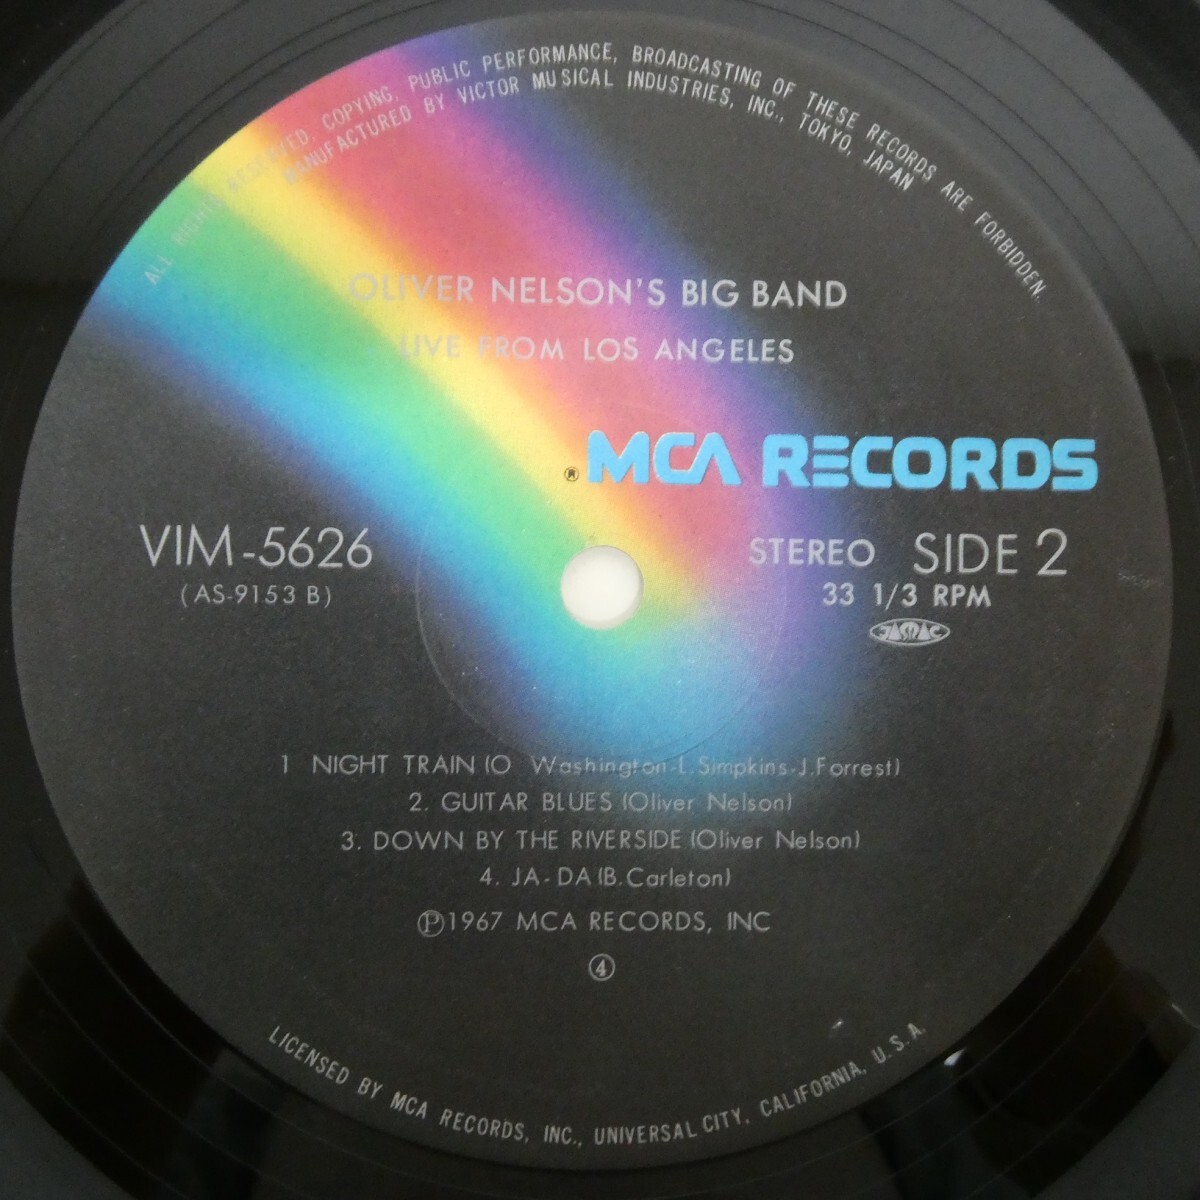 ALL RIGHTS RESERVED. COPYING, PUBLIC PERFORMANCE, BROADCASTING OF THESE RECORDS ARE FORBIDDEN.
MANUFACTURED BY VICTOR MUSICAL INDUSTRIES, INC., TOKYO, JAPAN
OLIVER NELSON'S BIG BAND
LIVE FROM LOS ANGELES
® MCA RECORDS
VIM-5626
(AS-9153 B)
STEREO SIDE 2
33 1/3 RPM
JASRAC
1 NIGHT TRAIN (O Washington-L.Simpkins-J.Forrest)
2. GUITAR BLUES (Oliver Nelson)
3. DOWN BY THE RIVERSIDE (Oliver Nelson)
4. JA-DA (B.Carleton)
Ⓟ1967 MCA RECORDS, INC
④
LICENSED BY MCA RECORDS, INC., UNIVERSAL CITY, CALIFORNIA, U.S.A.